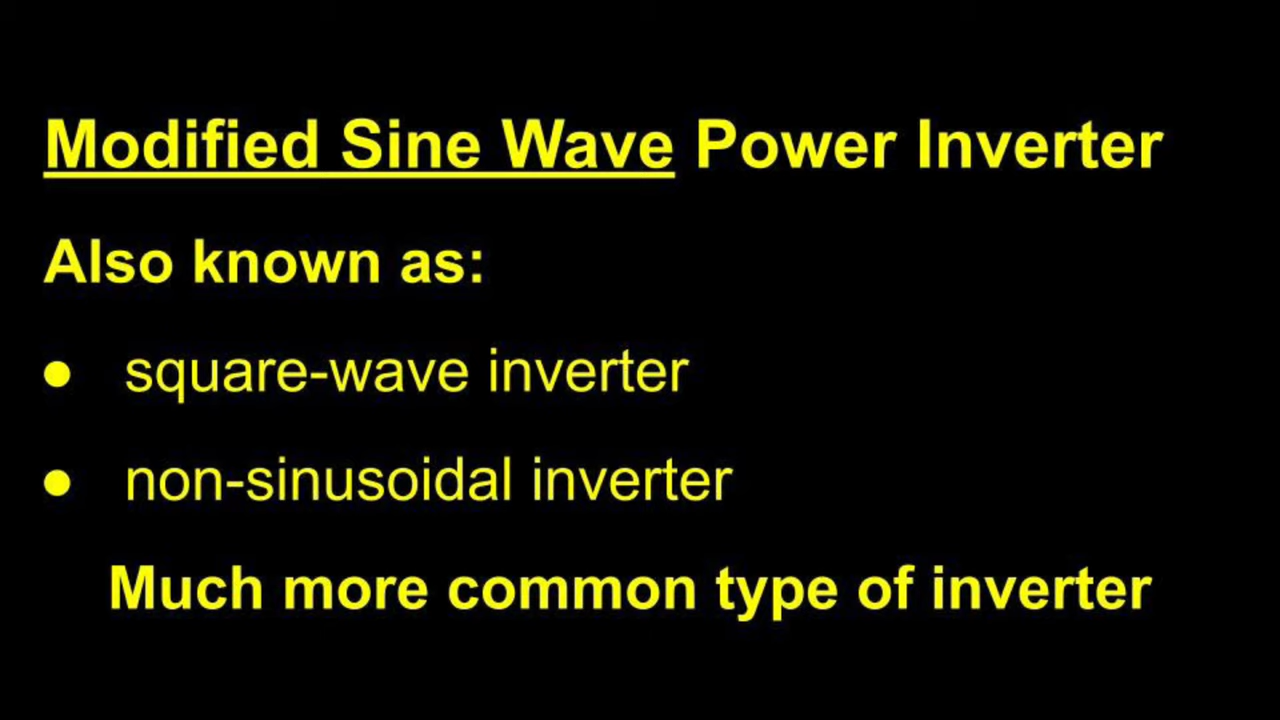 Modified Sine Wave Power Inverter
Also known as:
● square-wave inverter
● non-sinusoidal inverter
Much more common type of inverter